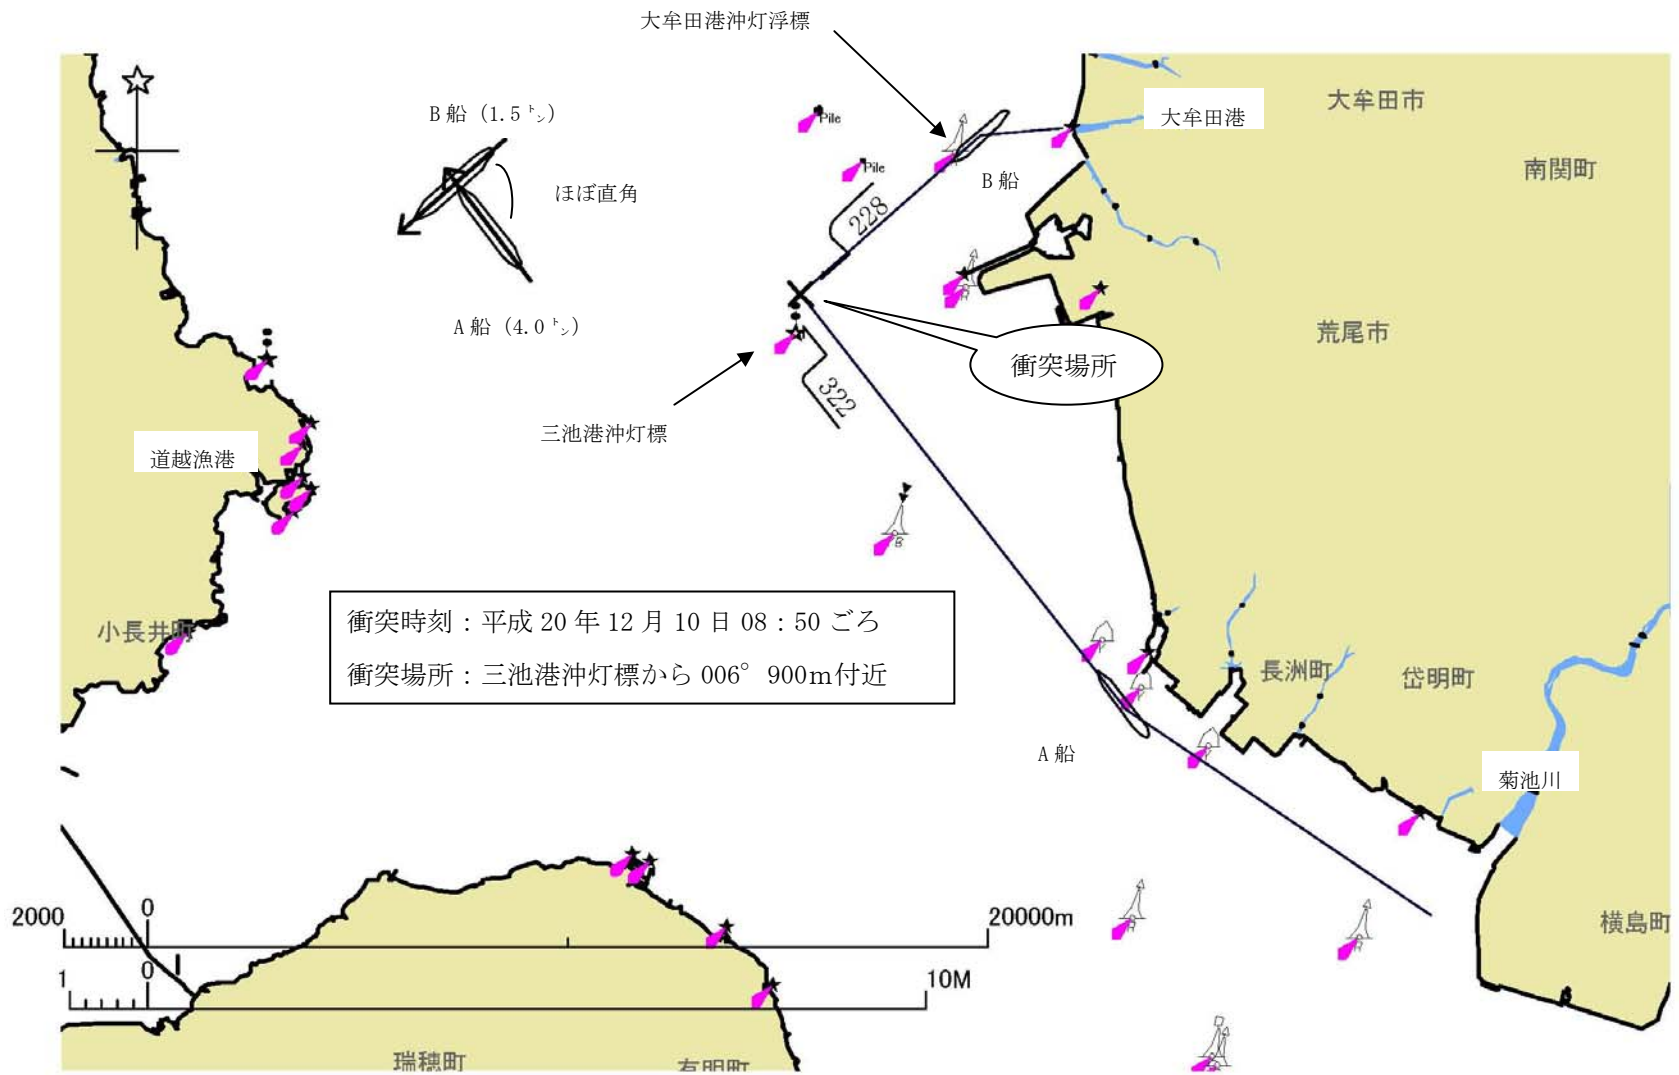 大牟田港沖灯浮標
B船（1.5㌧）
ほぼ直角
A船（4.0㌧）
Pile
Pile
大牟田港
大牟田市
南関町
B船
228
荒尾市
衝突場所
322
三池港沖灯標
道越漁港
小長井町
衝突時刻：平成20年12月10日08：50ごろ
衝突場所：三池港沖灯標から006°900m付近
長洲町
岱明町
A船
菊池川
横島町
2000
0
20000m
1
0
1
10M
瑞穂町
有明町